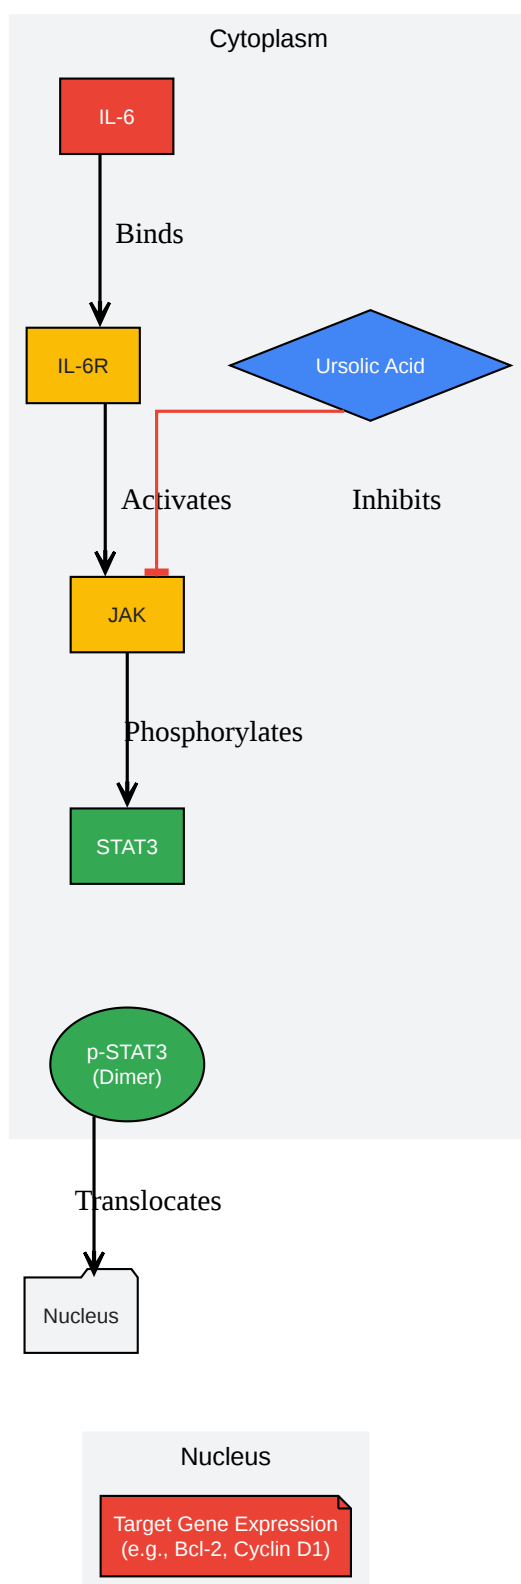 Cytoplasm
IL-6
Binds
IL-6R
Ursolic Acid
Activates
Inhibits
JAK
Phosphorylates
STAT3
p-STAT3
(Dimer)
Translocates
Nucleus
Nucleus
Target Gene Expression
(e.g., Bcl-2, Cyclin D1)